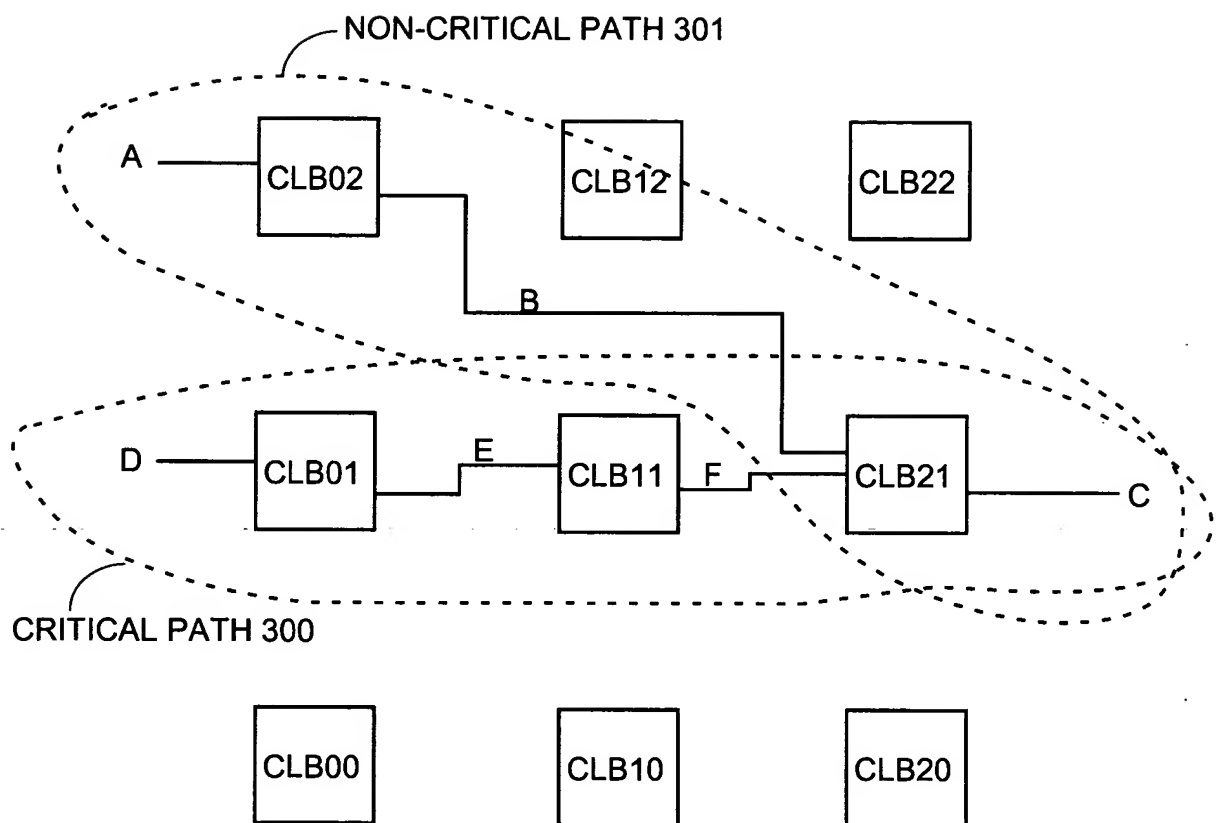 NON-CRITICAL PATH 301
A
CLB02
CLB12
CLB22
B
D
CLB01
E
CLB11
F
CLB21
C
CRITICAL PATH 300
CLB00
CLB10
CLB20